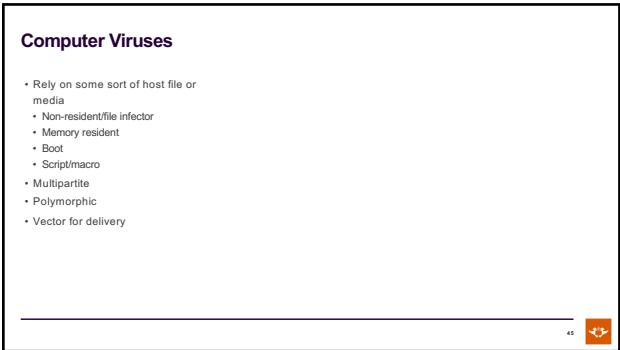 Computer Viruses
• Rely on some sort of host file or
media
• Non-resident/file infector
• Memory resident
• Boot
• Script/macro
• Multipartite
• Polymorphic
• Vector for delivery
45